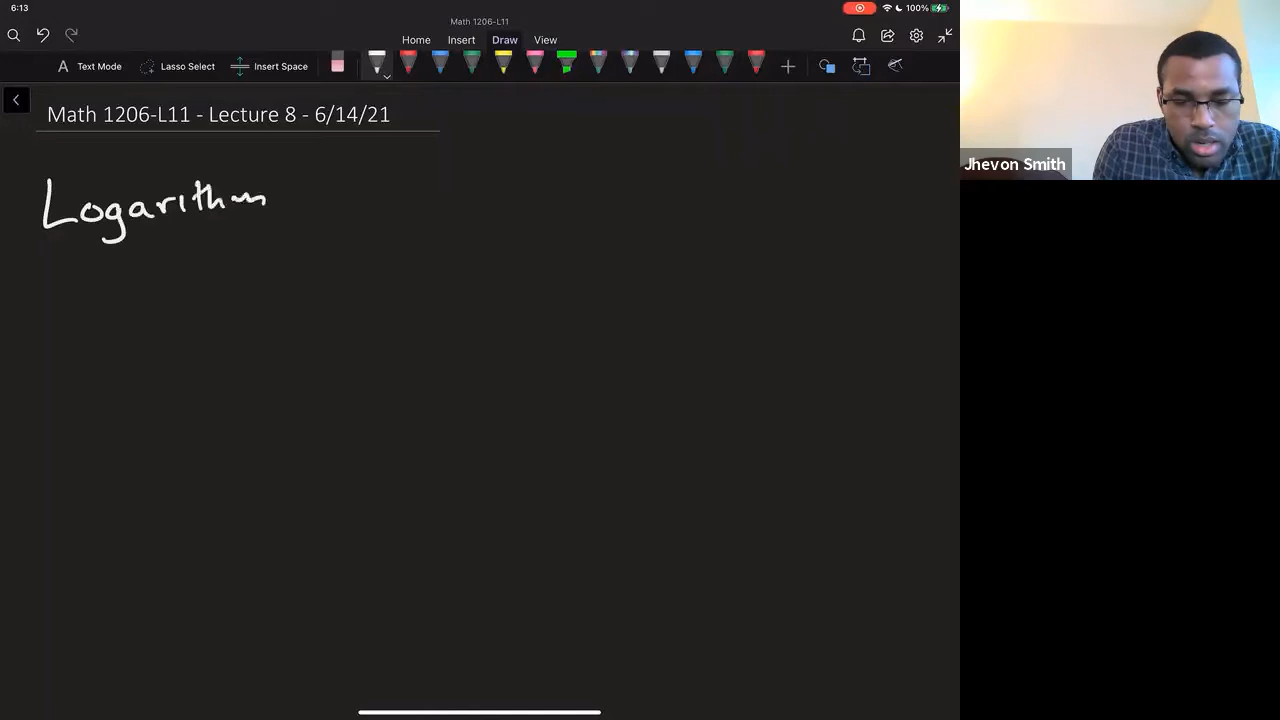 6:13
100%
Math 1206-L11
Home Insert Draw View
A Text Mode Lasso Select Insert Space
Math 1206-L11 - Lecture 8 - 6/14/21
Logarithm
Jhevon Smith